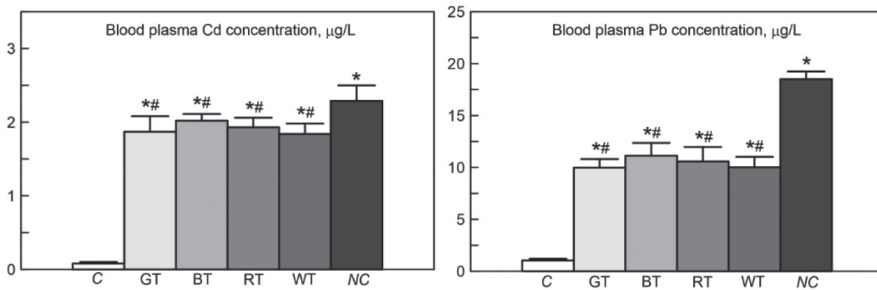 Blood plasma Cd concentration, µg/L
3
2
1
0
*# *# *# *# *
C GT BT RT WT NC
Blood plasma Pb concentration, µg/L
25
20
15
10
5
0
*# *# *# *# *
C GT BT RT WT NC